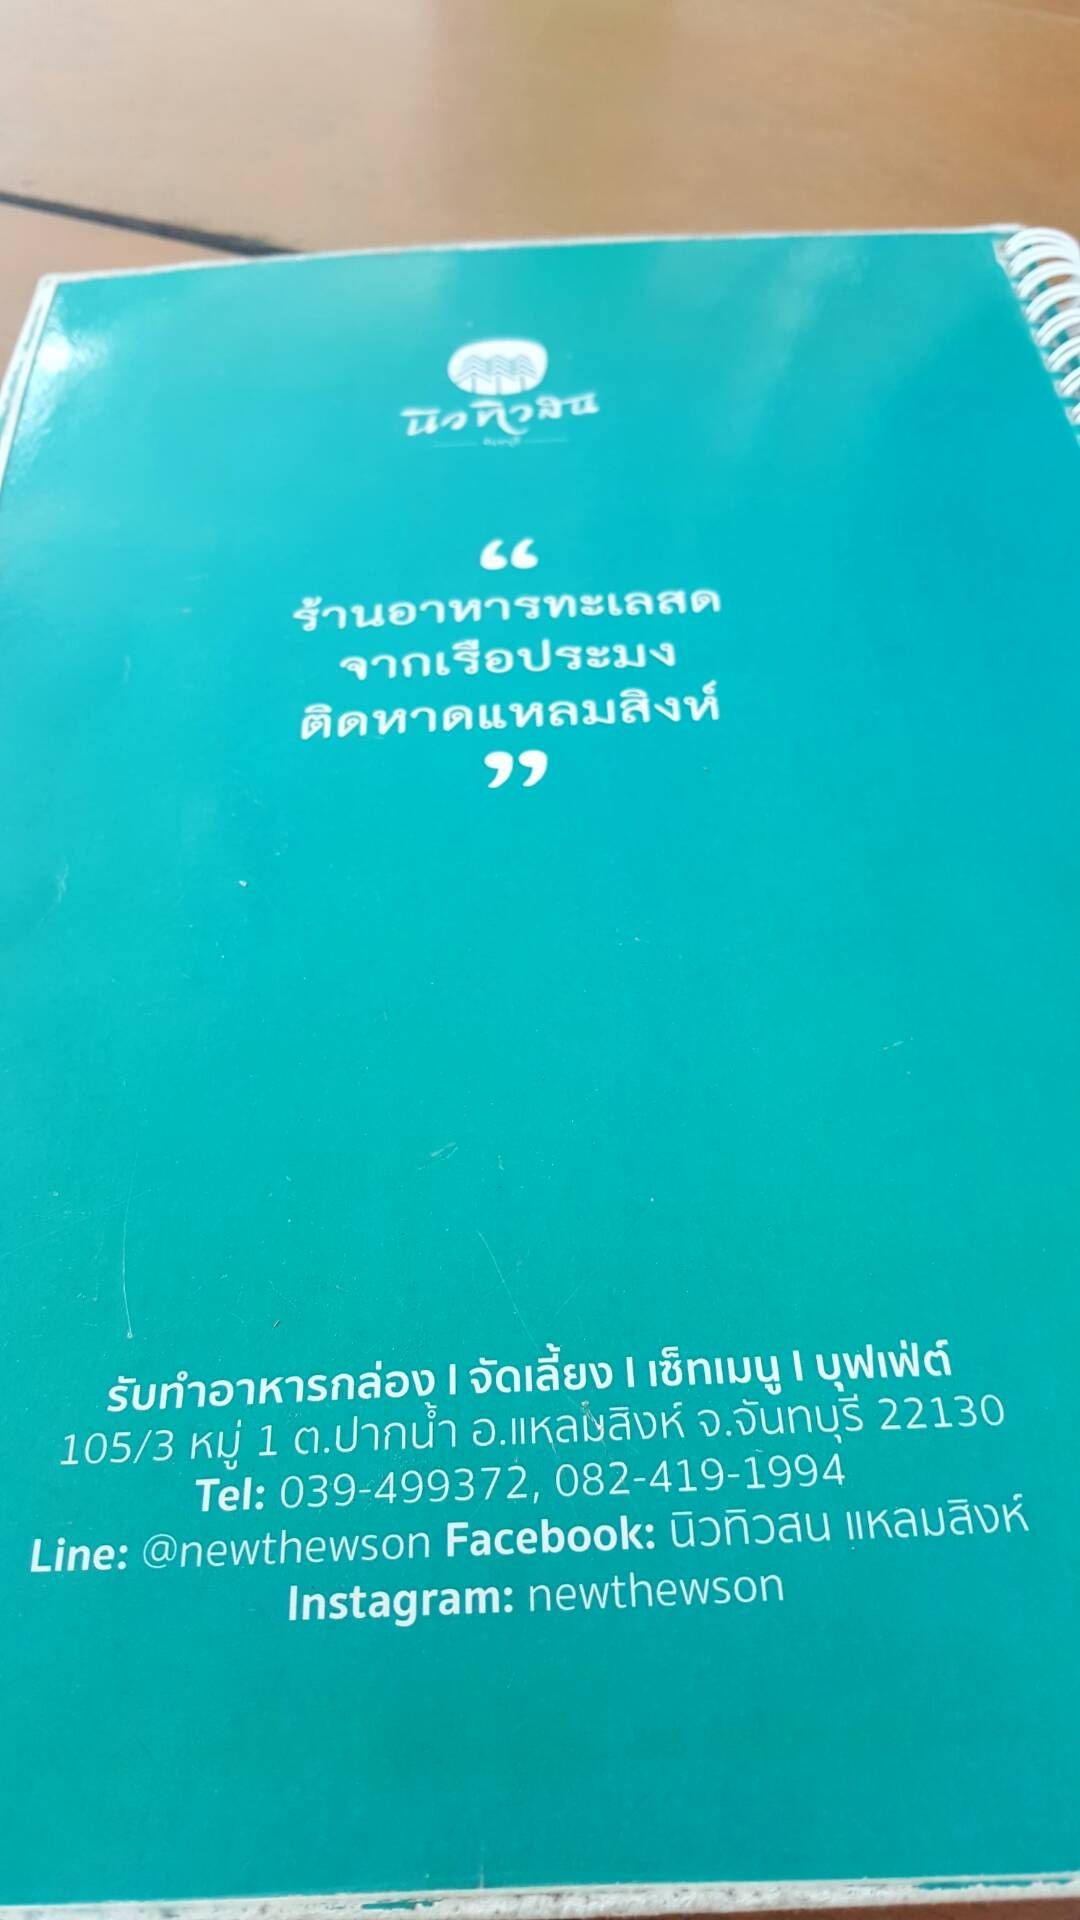 นิวทิวสน
“
ร้านอาหารทะเลสด
จากเรือประมง
ติดหาดแหลมสิงห์
”
รับทำอาหารกล่อง | จัดเลี้ยง | เซ็ทเมนู | บุฟเฟ่ต์
105/3 หมู่ 1 ต.ปากน้ำ อ.แหลมสิงห์ จ.จันทบุรี 22130
Tel: 039-499372, 082-419-1994
Line: @newthewson Facebook: นิวทิวสน แหลมสิงห์
Instagram: newthewson